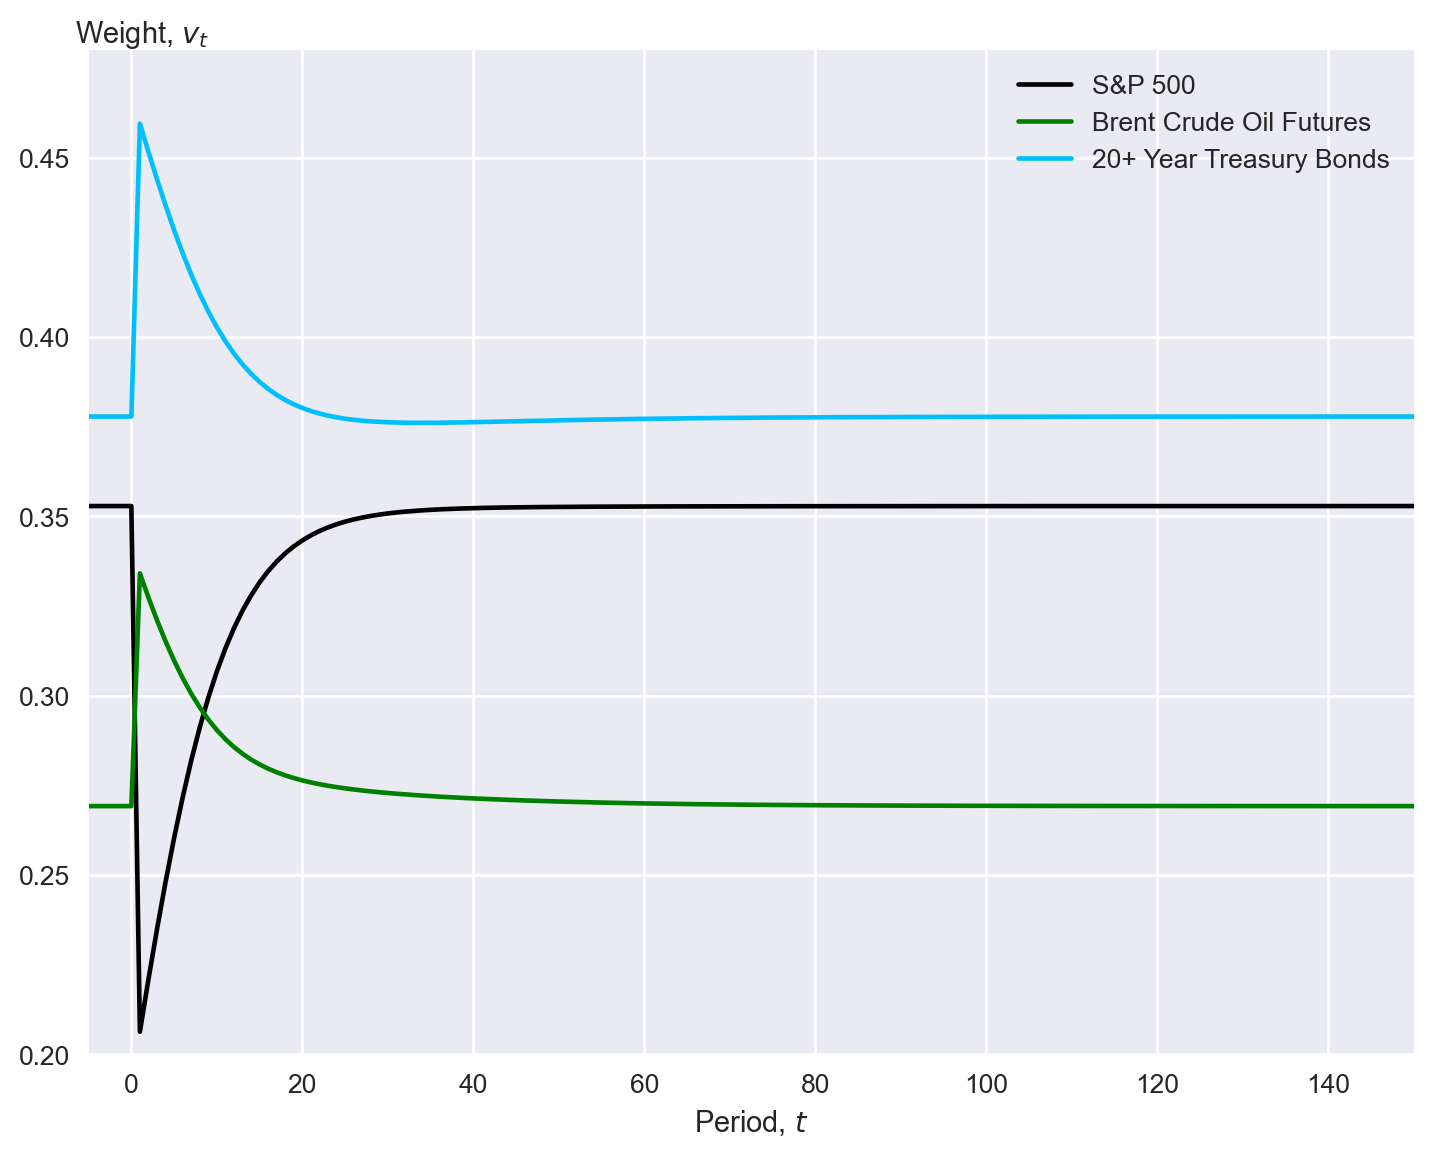 Weight, vₜ
S&P 500
Brent Crude Oil Futures
20+ Year Treasury Bonds
0.45
0.40
0.35
0.30
0.25
0.20
0 20 40 60 80 100 120 140
Period, t